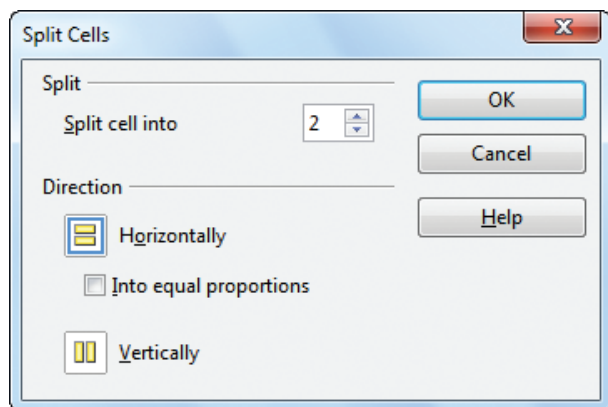 Split Cells
Split
Split cell into
2
OK
Cancel
Direction
Horizontally
Help
Into equal proportions
Vertically